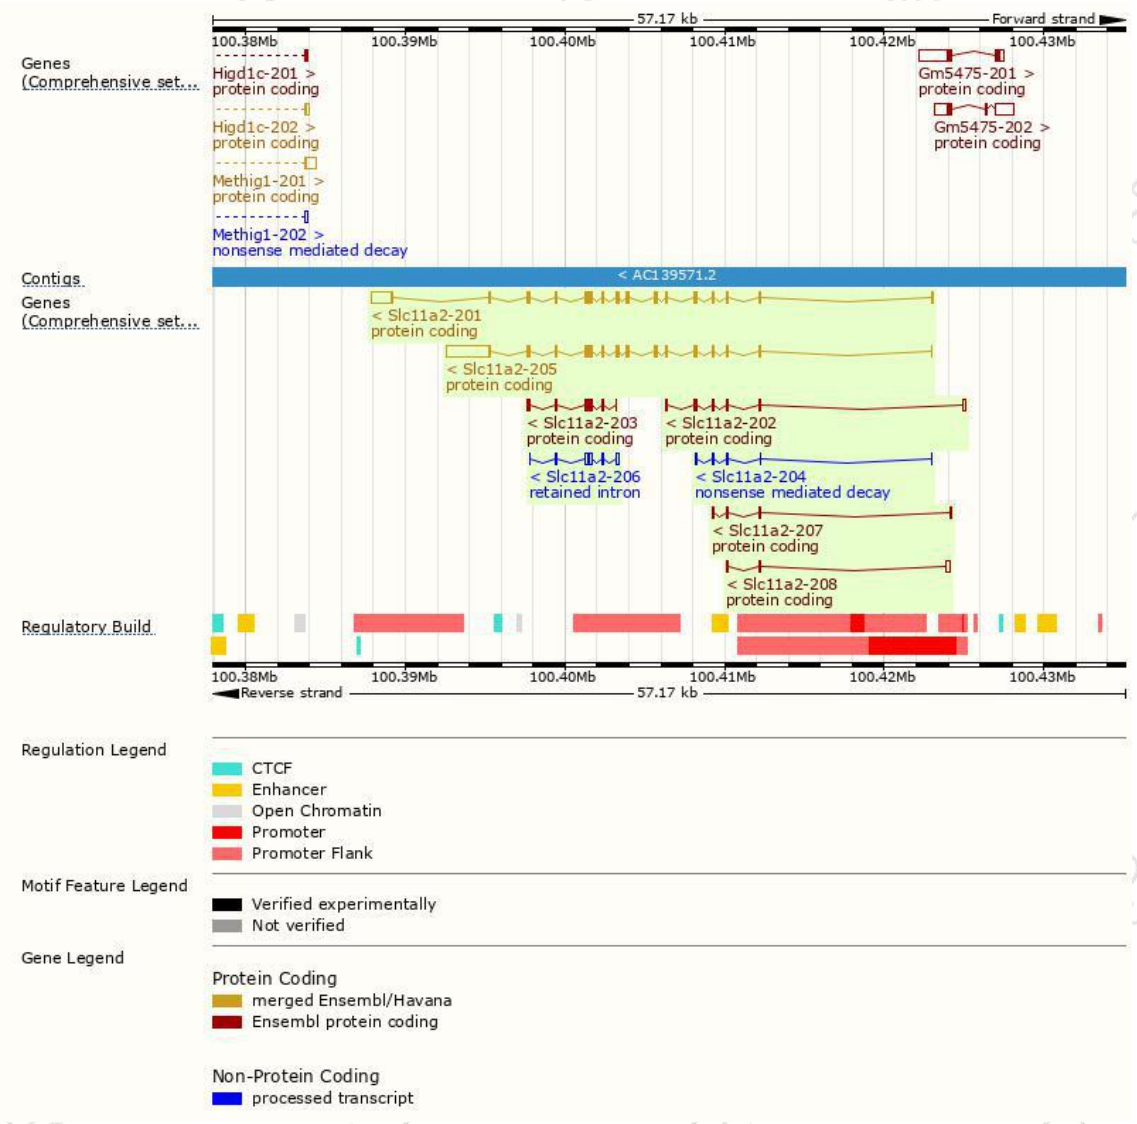 57.17 kb Forward strand
100.38Mb 100.39Mb 100.40Mb 100.41Mb 100.42Mb 100.43Mb
Genes
(Comprehensive set...
Higd1c-201 >
protein coding
Gm5475-201 >
protein coding
Higd1c-202 >
protein coding
Gm5475-202 >
protein coding
Methig1-201 >
protein coding
Methig1-202 >
nonsense mediated decay
Contigs
< AC139571.2
Genes
(Comprehensive set...
< Slc11a2-201
protein coding
< Slc11a2-205
protein coding
< Slc11a2-203
protein coding
< Slc11a2-202
protein coding
< Slc11a2-206
retained intron
< Slc11a2-204
nonsense mediated decay
< Slc11a2-207
protein coding
< Slc11a2-208
protein coding
Regulatory Build
100.38Mb 100.39Mb 100.40Mb 100.41Mb 100.42Mb 100.43Mb
Reverse strand 57.17 kb
Regulation Legend
CTCF
Enhancer
Open Chromatin
Promoter
Promoter Flank
Motif Feature Legend
Verified experimentally
Not verified
Gene Legend
Protein Coding
merged Ensembl/Havana
Ensembl protein coding
Non-Protein Coding
processed transcript